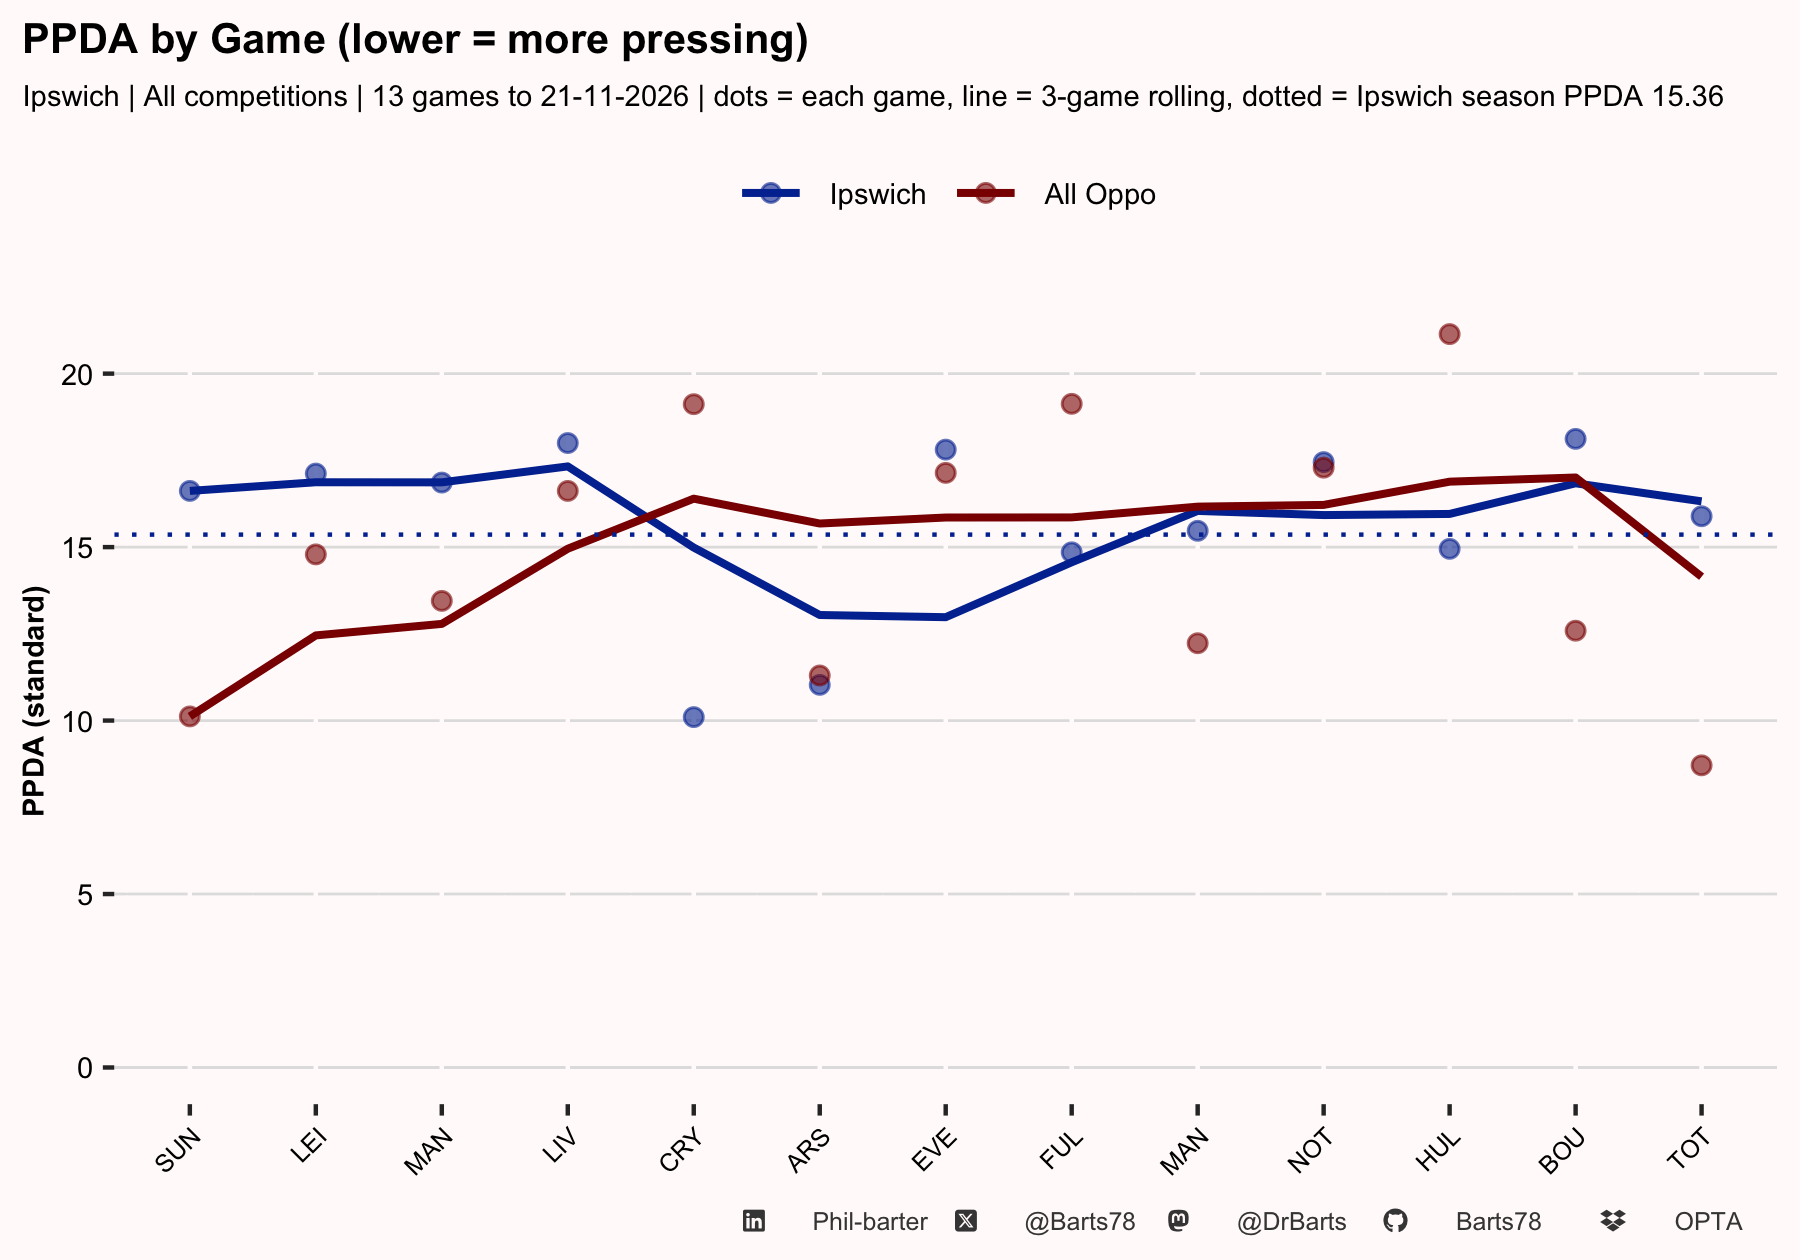 PPDA by Game (lower = more pressing)
Ipswich | All competitions | 13 games to 21-11-2026 | dots = each game, line = 3-game rolling, dotted = Ipswich season PPDA 15.36
Ipswich All Oppo
PPDA (standard)
20
15
10
5
0
SUN LEI MAN LIV CRY ARS EVE FUL MAN NOT HUL BOU TOT
Phil-barter @Barts78 @DrBarts Barts78 OPTA